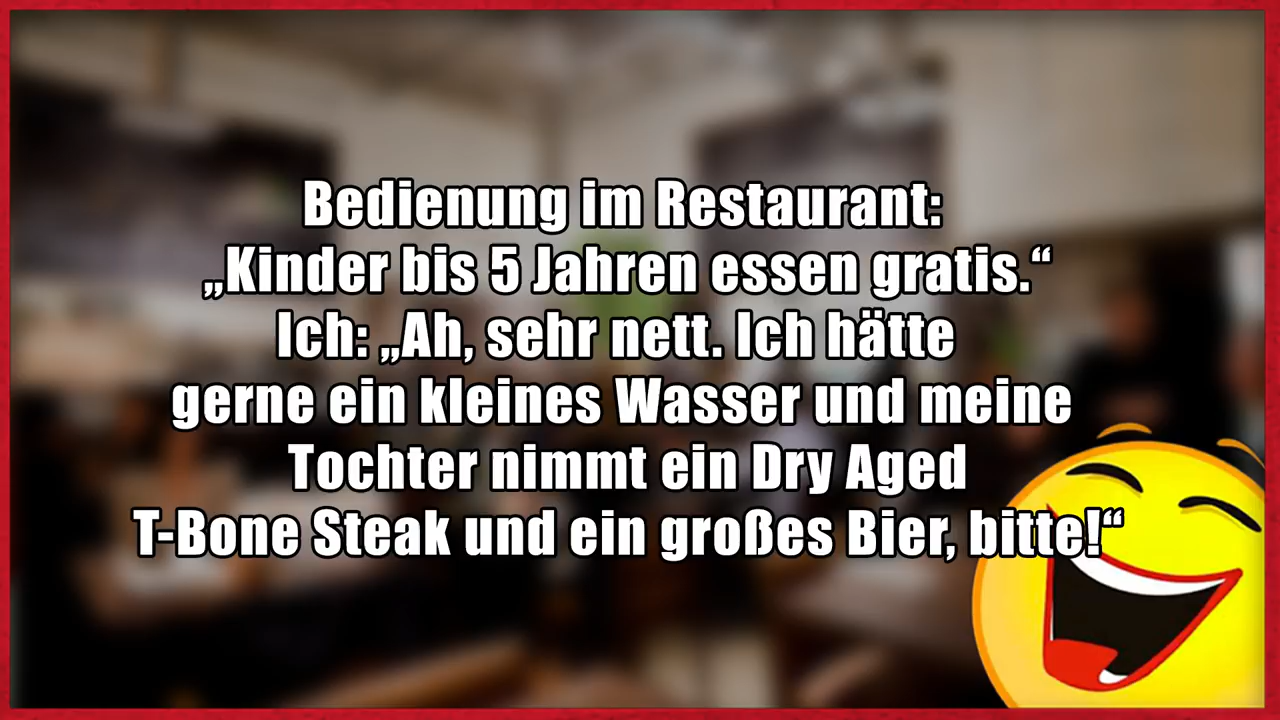 Bedienung im Restaurant:
„Kinder bis 5 Jahren essen gratis.“
Ich: „Ah, sehr nett. Ich hätte
gerne ein kleines Wasser und meine
Tochter nimmt ein Dry Aged
T-Bone Steak und ein großes Bier, bitte!“